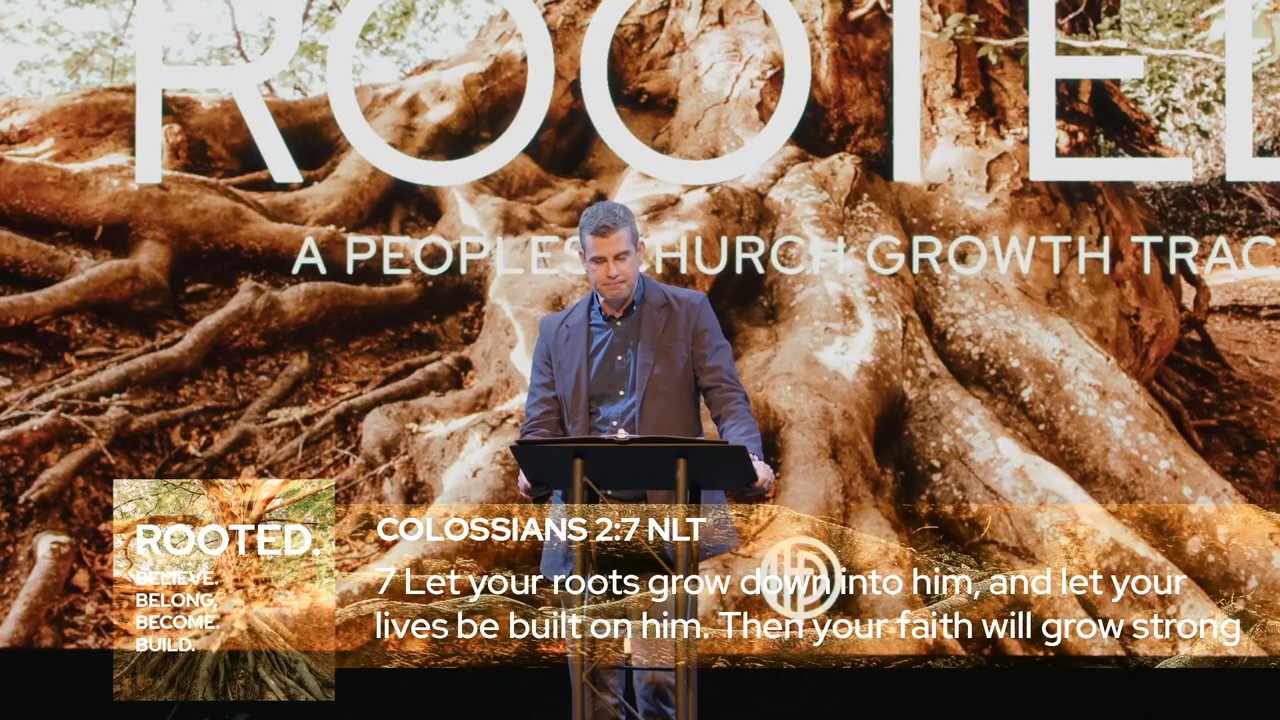 ROOTED
A PEOPLES CHURCH GROWTH TRAC
ROOTED.
BELIEVE.
BELONG,
BECOME.
BUILD.
COLOSSIANS 2:7 NLT
7 Let your roots grow down into him, and let your
lives be built on him. Then your faith will grow strong